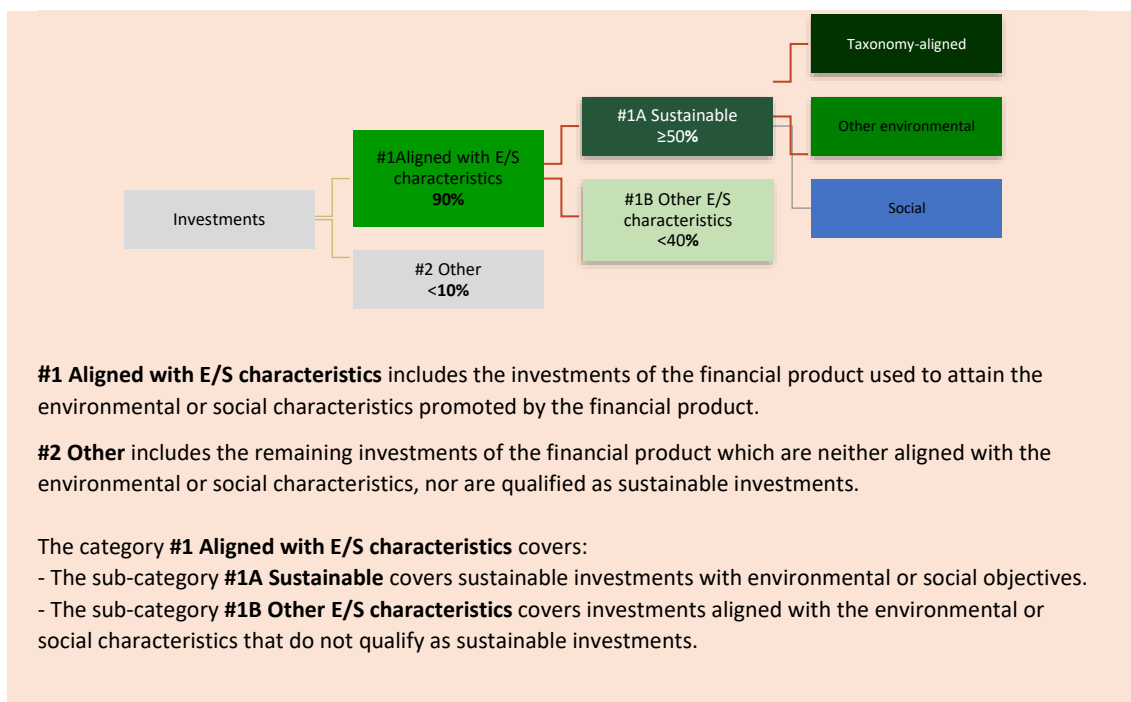 Taxonomy-aligned
#1A Sustainable
≥50%
Other environmental
#1Aligned with E/S
characteristics
90%
#1B Other E/S
characteristics
<40%
Social
Investments
#2 Other
<10%
#1 Aligned with E/S characteristics includes the investments of the financial product used to attain the
environmental or social characteristics promoted by the financial product.
#2 Other includes the remaining investments of the financial product which are neither aligned with the
environmental or social characteristics, nor are qualified as sustainable investments.
The category #1 Aligned with E/S characteristics covers:
- The sub-category #1A Sustainable covers sustainable investments with environmental or social objectives.
- The sub-category #1B Other E/S characteristics covers investments aligned with the environmental or
social characteristics that do not qualify as sustainable investments.